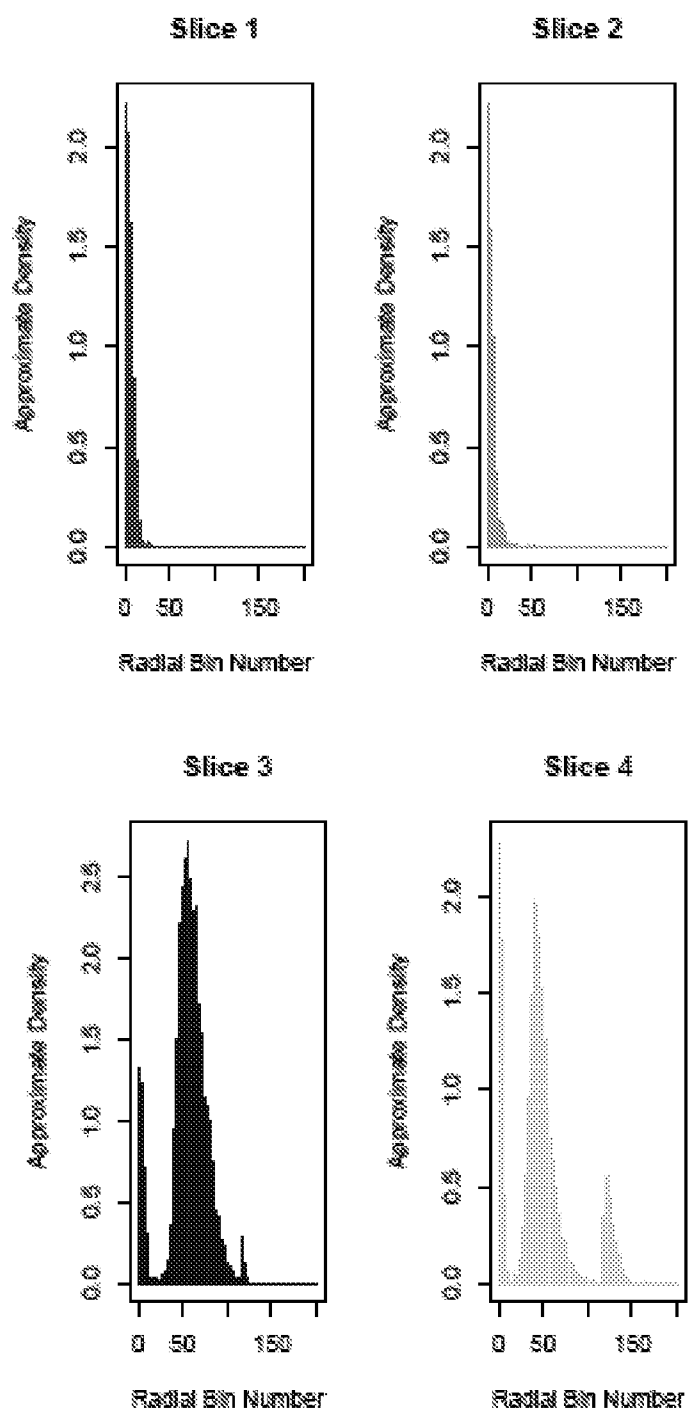 Slice 1
Approximate Density
0.0 0.5 1.0 1.5 2.0
0 50 150
Radial Bin Number
Slice 2
Approximate Density
0.0 0.5 1.0 1.5 2.0
0 50 150
Radial Bin Number
Slice 3
Approximate Density
0.0 0.5 1.0 1.5 2.0 2.5
0 50 150
Radial Bin Number
Slice 4
Approximate Density
0.0 0.5 1.0 1.5 2.0
0 50 150
Radial Bin Number